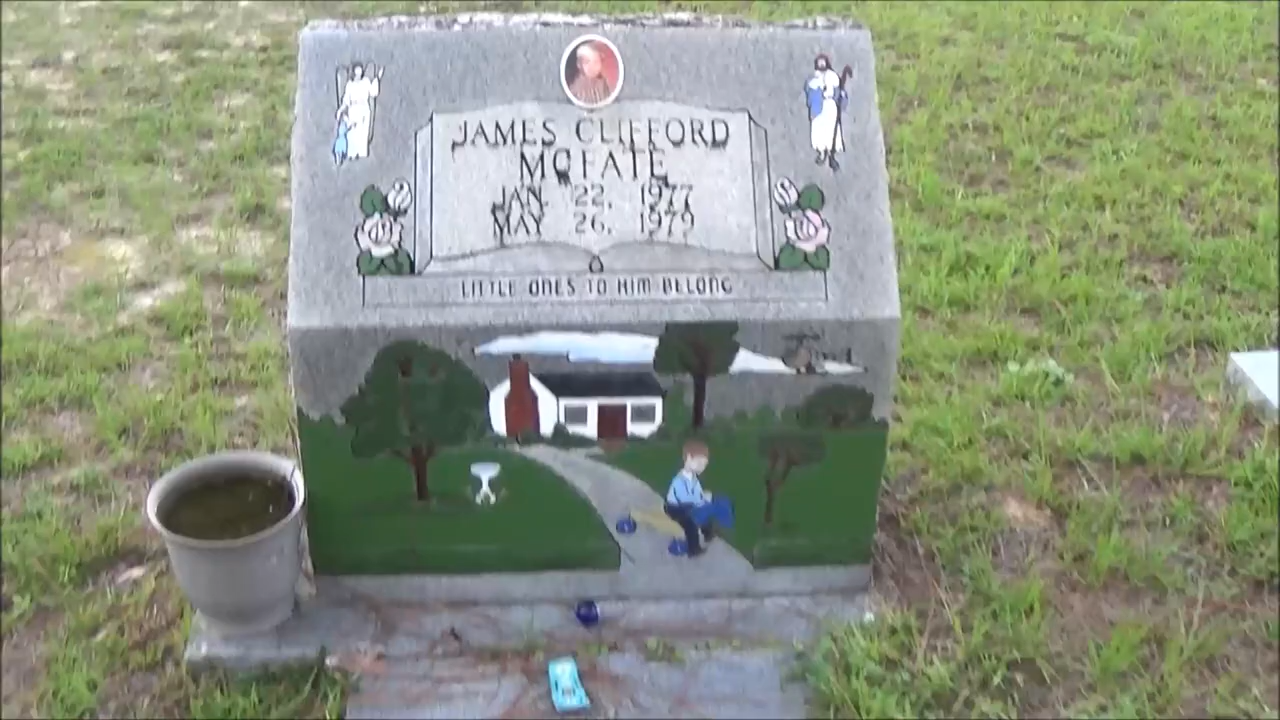 JAMES CLIFFORD
MCFATE
JAN. 22, 1977
MAY 26, 1979
LITTLE ONES TO HIM BELONG